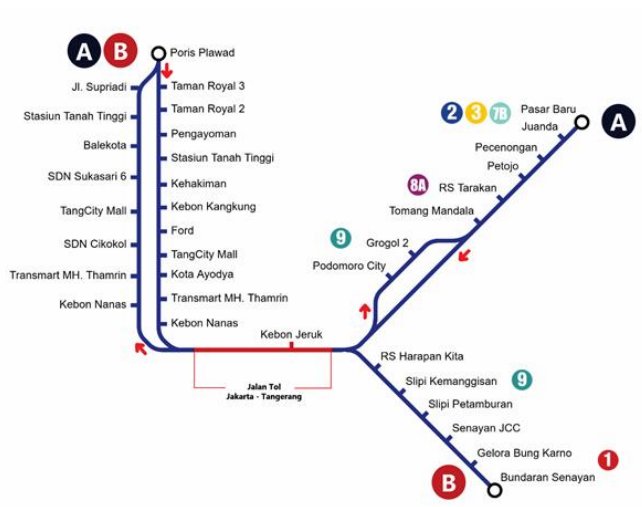 A
B
Poris Plawad
Jl. Supriadi
Stasiun Tanah Tinggi
Balekota
SDN Sukasari 6
TangCity Mall
SDN Cikokol
Transmart MH. Thamrin
Kebon Nanas
Taman Royal 3
Taman Royal 2
Pengayoman
Stasiun Tanah Tinggi
Kehakiman
Kebon Kangkung
Ford
TangCity Mall
Kota Ayodya
Transmart MH. Thamrin
Kebon Nanas
Kebon Jeruk
Jalan Tol
Jakarta - Tangerang
2
3
7B
Pasar Baru
A
Juanda
Pecenongan
Petojo
8A
RS Tarakan
Tomang Mandala
9
Grogol 2
Podomoro City
RS Harapan Kita
Slipi Kemanggisan
9
Slipi Petamburan
Senayan JCC
Gelora Bung Karno
1
Bundaran Senayan
B